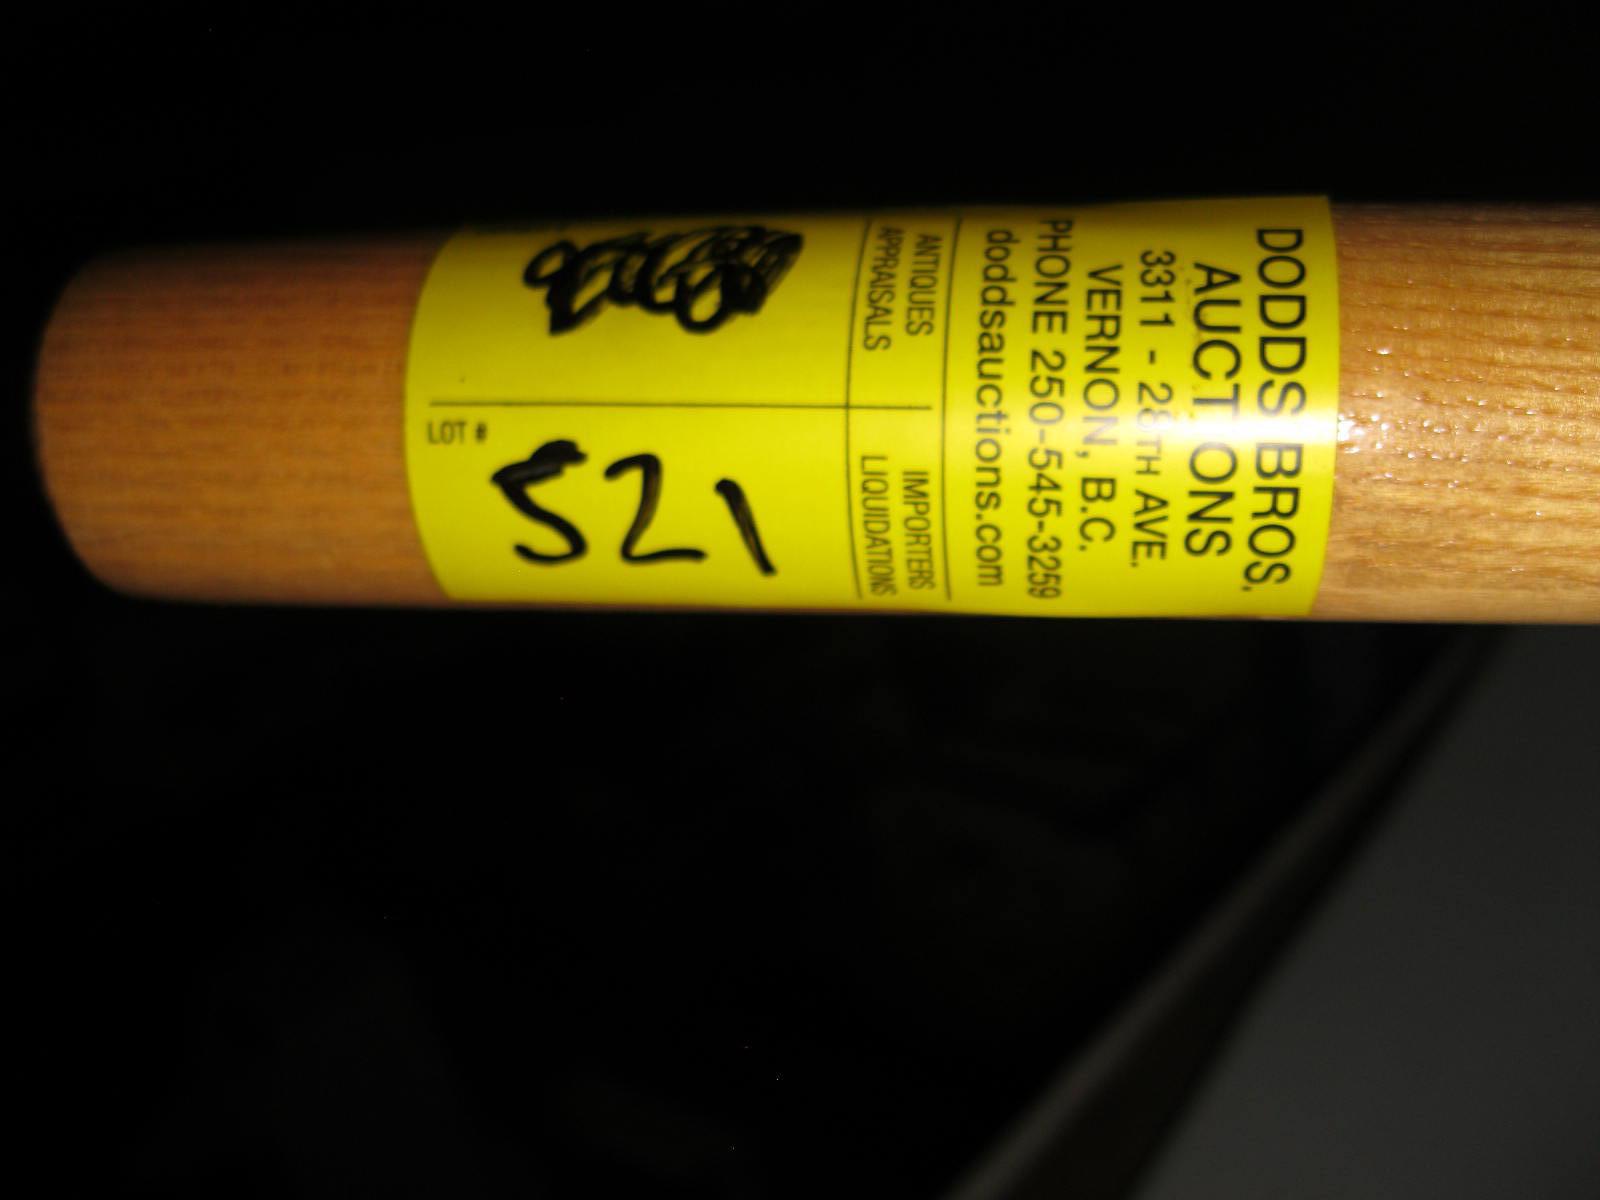 DODDS BROS.
AUCTIONS
3311 - 28TH AVE.
VERNON, B.C.
PHONE 250-545-3259
doddsauctions.com
ANTIQUES
APPRAISALS
IMPORTERS
LIQUIDATIONS
LOT #
521